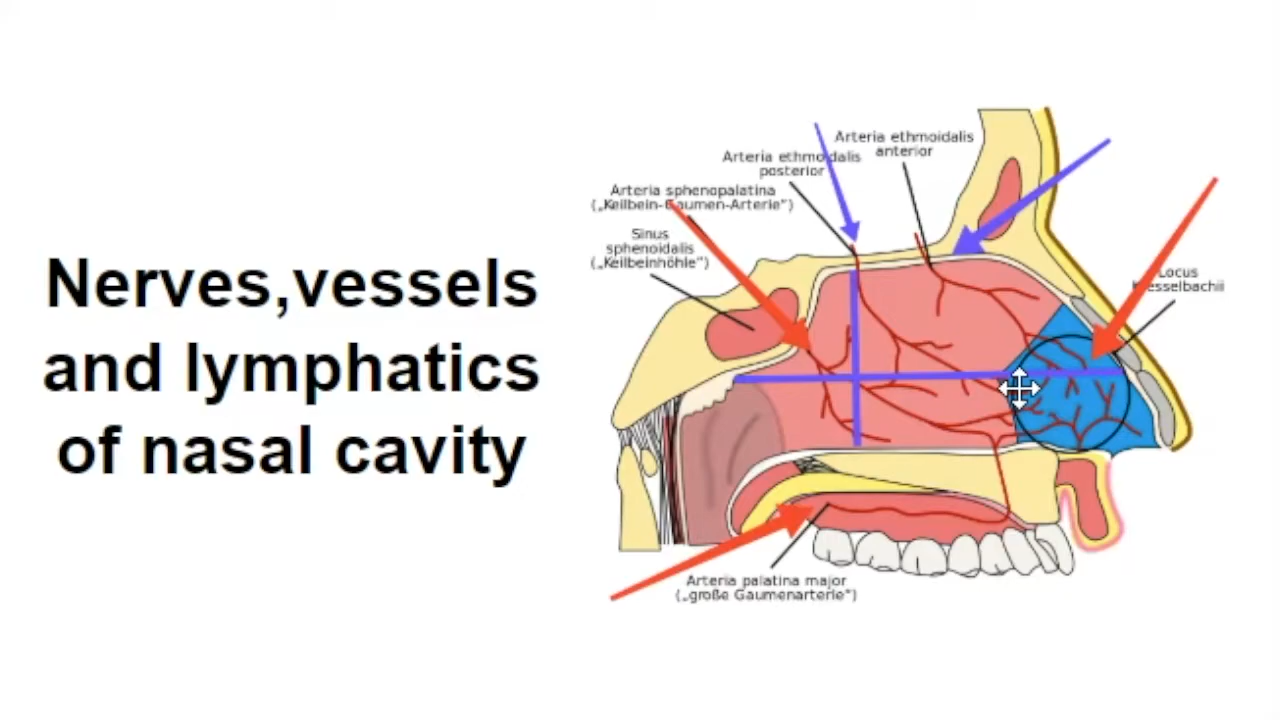 Nerves,vessels
and lymphatics
of nasal cavity
Arteria ethmoidalis
anterior
Arteria ethmoidalis
posterior
Arteria sphenopalatina
(„Keilbein-Gaumen-Arterie”)
Sinus
sphenoidalis
(„Keilbeinhöhle”)
Locus
Kiesselbachii
Arteria palatina major
(„große Gaumenarterie”)